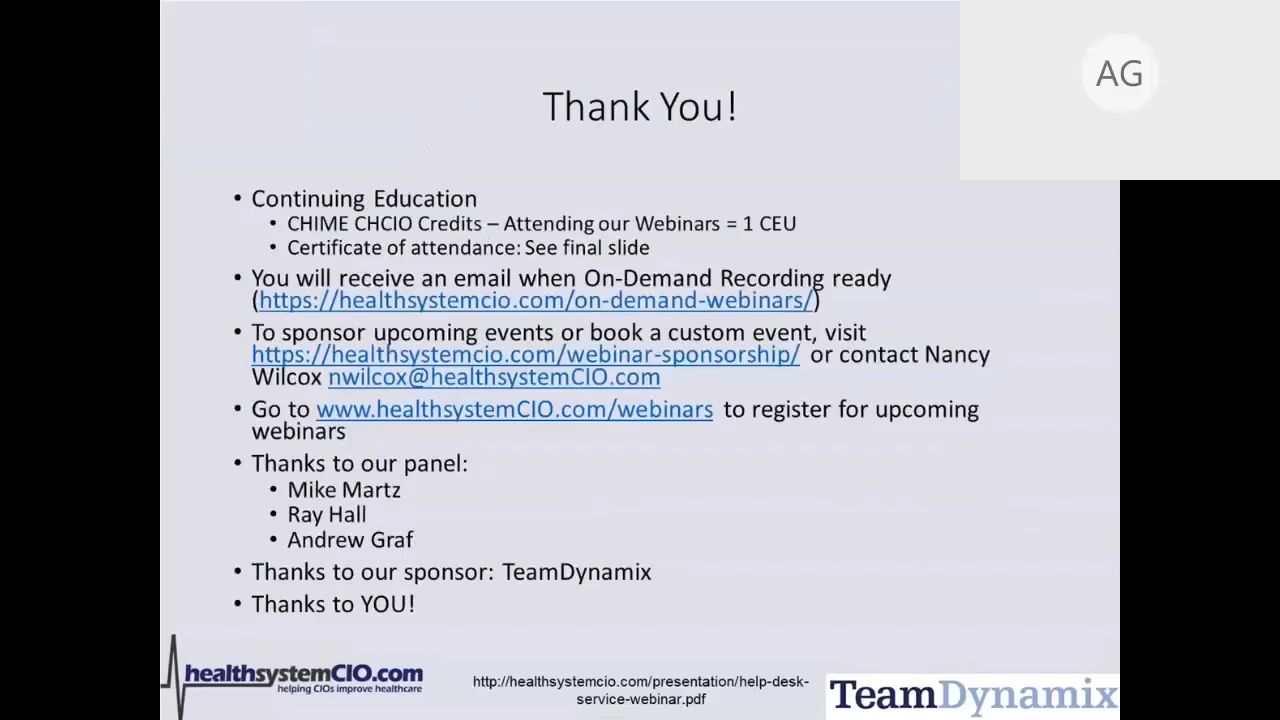 AG
Thank You!
• Continuing Education
• CHIME CHCIO Credits – Attending our Webinars = 1 CEU
• Certificate of attendance: See final slide
• You will receive an email when On-Demand Recording ready
(https://healthsystemcio.com/on-demand-webinars/)
• To sponsor upcoming events or book a custom event, visit
https://healthsystemcio.com/webinar-sponsorship/ or contact Nancy
Wilcox nwilcox@healthsystemCIO.com
• Go to www.healthsystemCIO.com/webinars to register for upcoming
webinars
• Thanks to our panel:
• Mike Martz
• Ray Hall
• Andrew Graf
• Thanks to our sponsor: TeamDynamix
• Thanks to YOU!
healthsystemCIO.com
helping CIOs improve healthcare
http://healthsystemcio.com/presentation/help-desk-
service-webinar.pdf
TeamDynamix